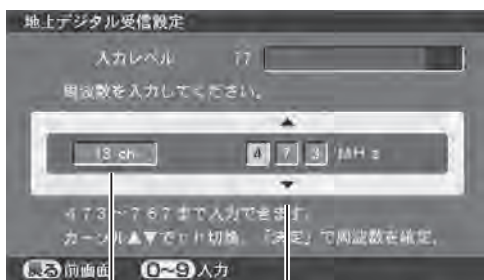 地上デジタル受信設定
入力レベル 77
周波数を入力してください。
13 ch 4 7 3 MHz
473～767まで入力できます。
カーソル▲▼でch切換、「決定」で周波数を確定。
戻る 前画面 0～9 入力